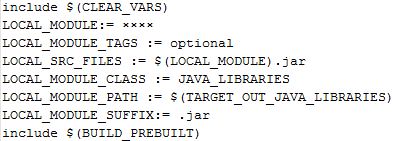 include $(CLEAR_VARS)
LOCAL_MODULE:= ××××
LOCAL_MODULE_TAGS := optional
LOCAL_SRC_FILES := $(LOCAL_MODULE).jar
LOCAL_MODULE_CLASS := JAVA_LIBRARIES
LOCAL_MODULE_PATH := $(TARGET_OUT_JAVA_LIBRARIES)
LOCAL_MODULE_SUFFIX:= .jar
include $(BUILD_PREBUILT)